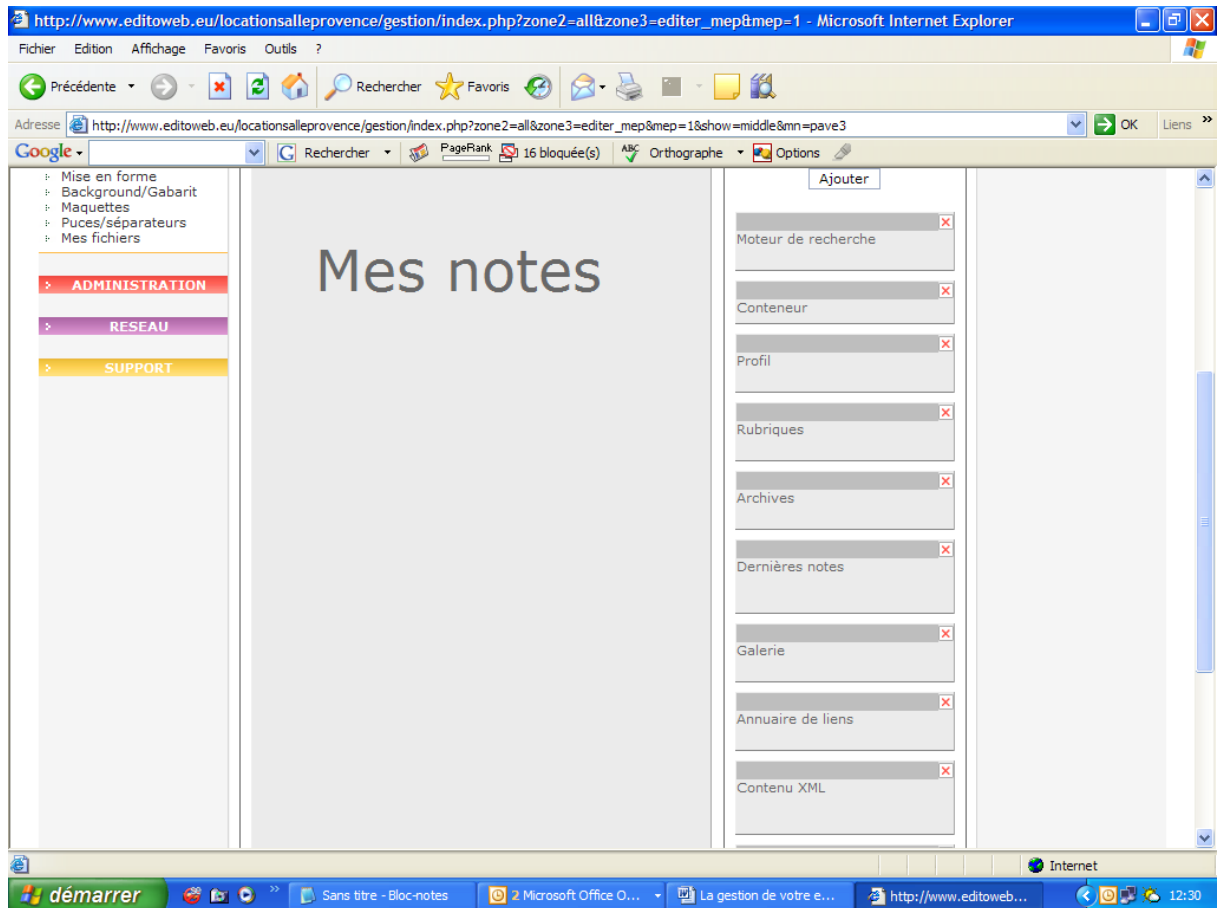 http://www.editoweb.eu/locationsalleprovence/gestion/index.php?zone2=all&zone3=editer_mep&mep=1 - Microsoft Internet Explorer
Fichier Edition Affichage Favoris Outils ?
Précédente Rechercher Favoris
Adresse http://www.editoweb.eu/locationsalleprovence/gestion/index.php?zone2=all&zone3=editer_mep&mep=1&show=middle&mn=pave3 OK Liens »
Google G Rechercher PageRank 16 bloquée(s) ABC Orthographe Options
Mise en forme
Background/Gabarit
Maquettes
Puces/séparateurs
Mes fichiers
ADMINISTRATION
RESEAU
SUPPORT
Mes notes
Ajouter
Moteur de recherche
Conteneur
Profil
Rubriques
Archives
Dernières notes
Galerie
Annuaire de liens
Contenu XML
Internet
démarrer » Sans titre - Bloc-notes 2 Microsoft Office O... La gestion de votre e... http://www.editoweb... 12:30